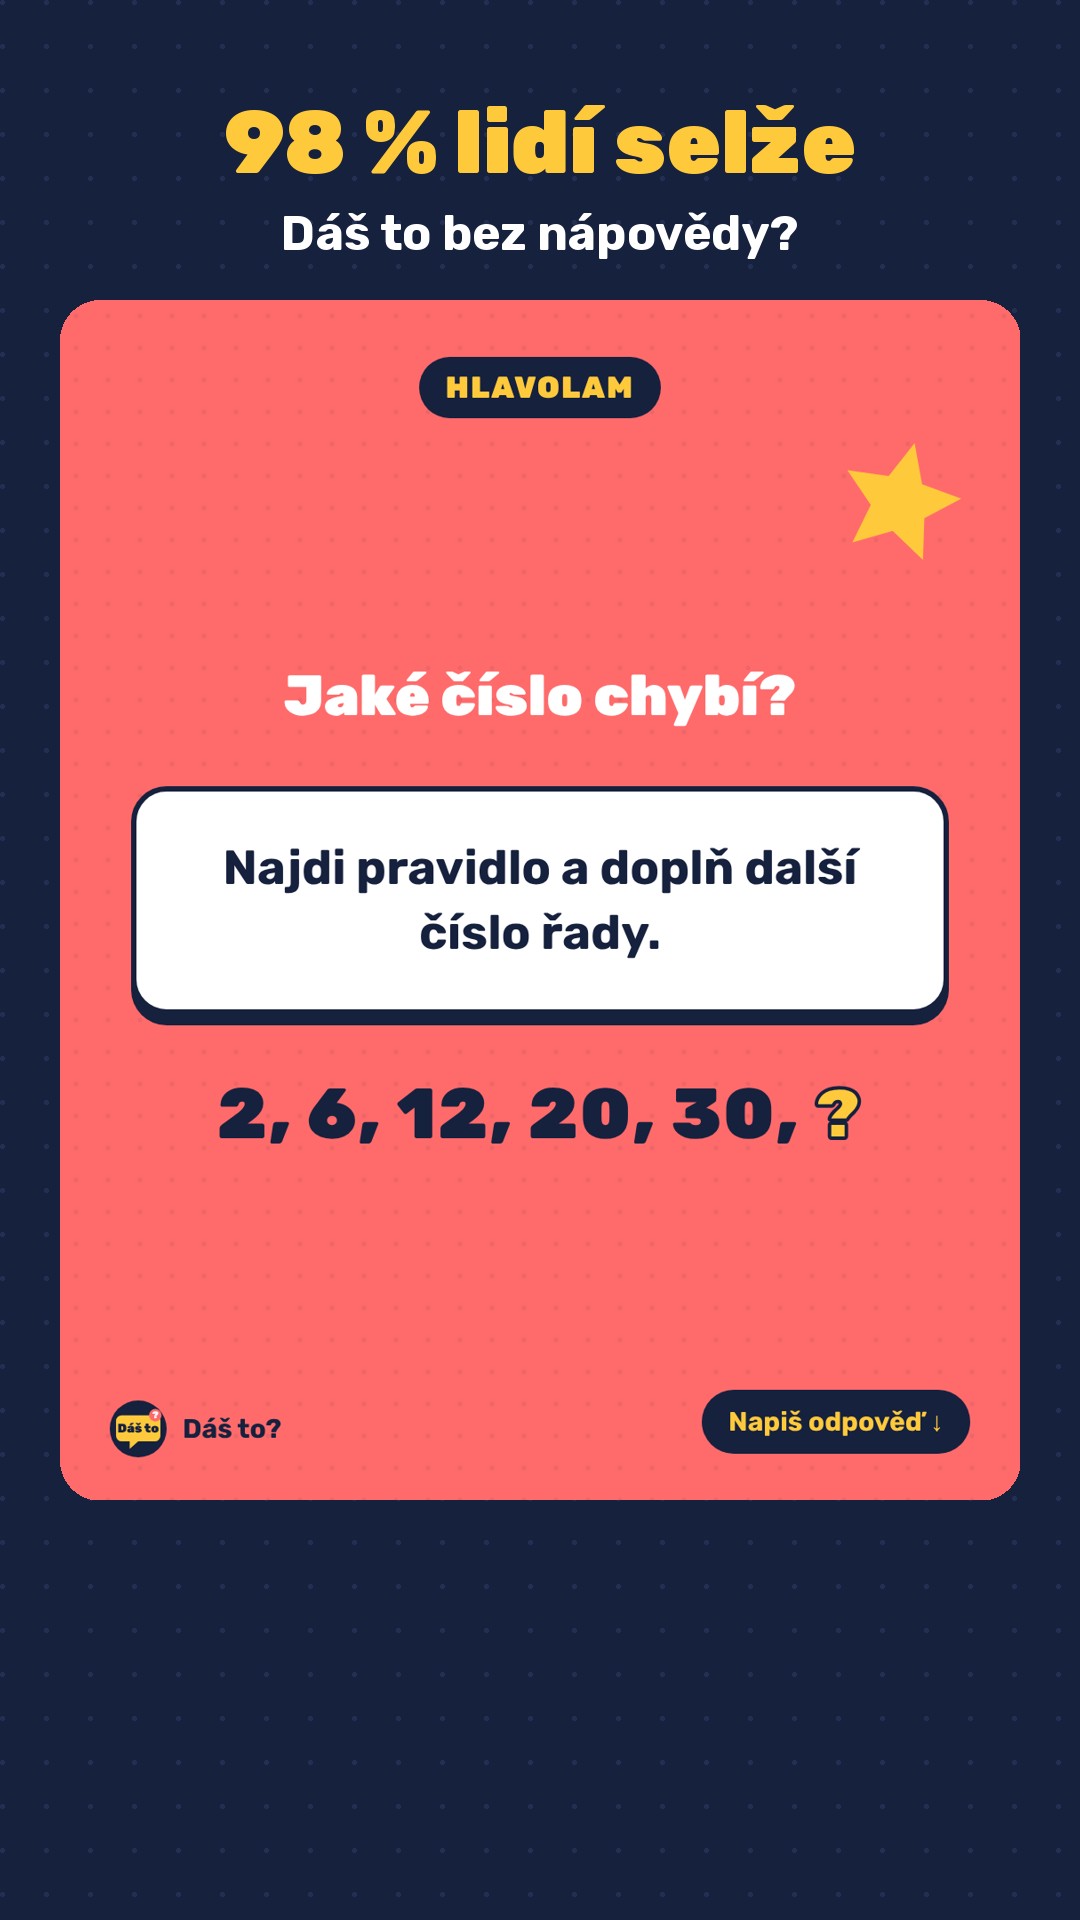 98 % lidí selže
Dáš to bez nápovědy?
HLAVOLAM
Jaké číslo chybí?
Najdi pravidlo a doplň další
číslo řady.
2, 6, 12, 20, 30, ?
Dáš to ?
Dáš to?
Napiš odpověď ↓